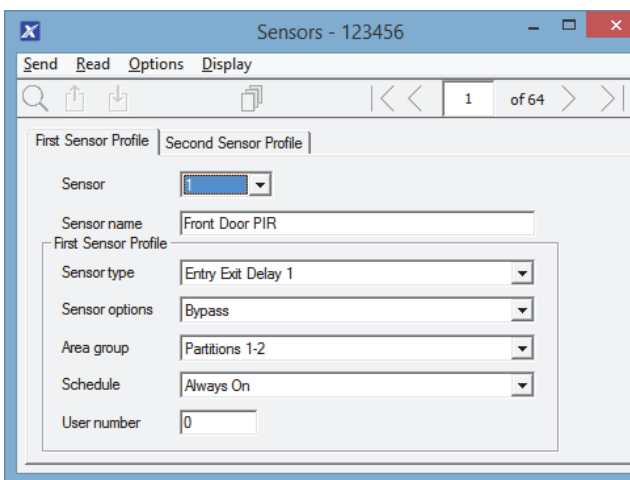 Sensors - 123456
Send Read Options Display
1 of 64
First Sensor Profile Second Sensor Profile
Sensor 1
Sensor name Front Door PIR
First Sensor Profile
Sensor type Entry Exit Delay 1
Sensor options Bypass
Area group Partitions 1-2
Schedule Always On
User number 0